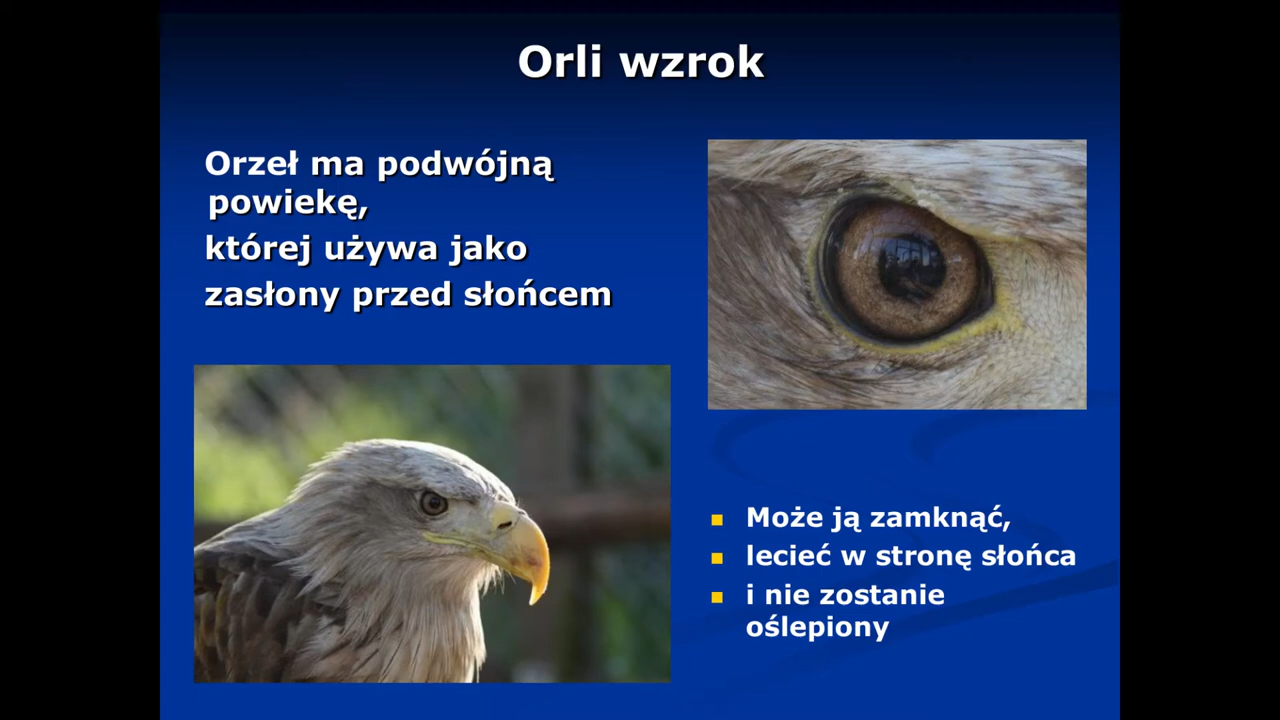 Orli wzrok
Orzeł ma podwójną
powiekę,
której używa jako
zasłony przed słońcem
Może ją zamknąć,
lecieć w stronę słońca
i nie zostanie
oślepiony